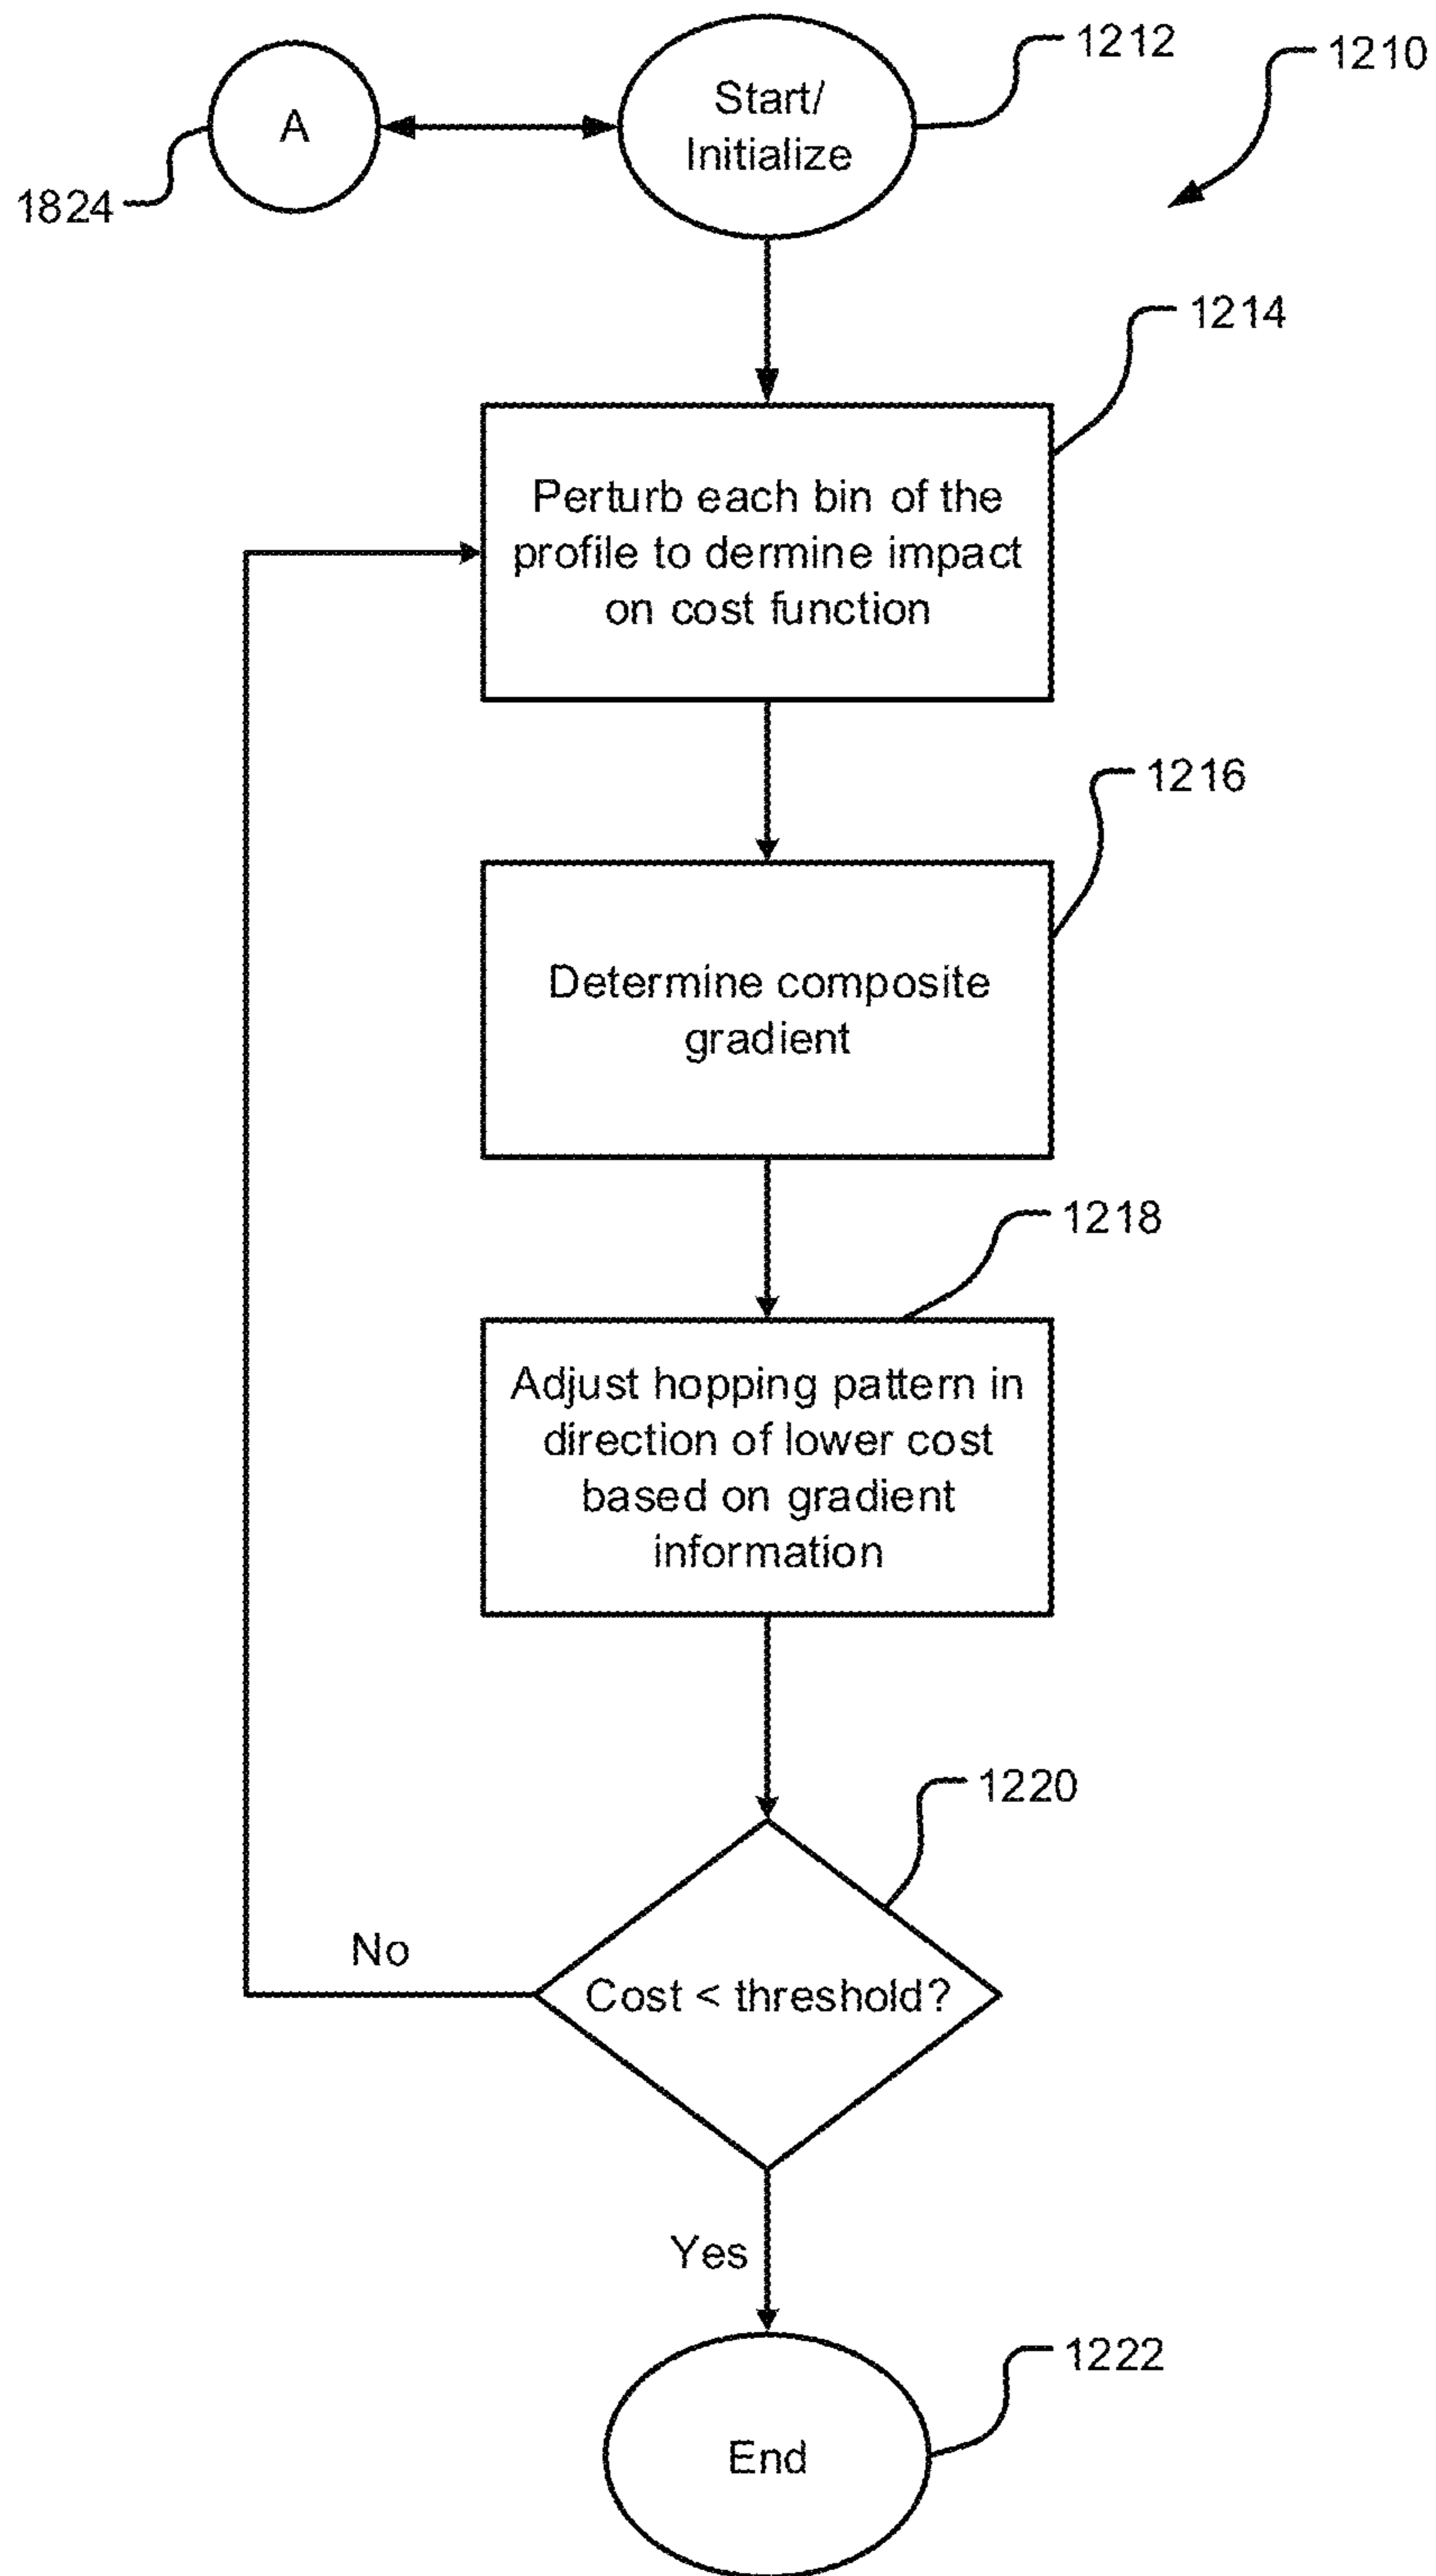 1212
1210
Start/
Initialize
A
1824
1214
Perturb each bin of the
profile to dermine impact
on cost function
1216
Determine composite
gradient
1218
Adjust hopping pattern in
direction of lower cost
based on gradient
information
1220
No
Cost < threshold?
Yes
1222
End